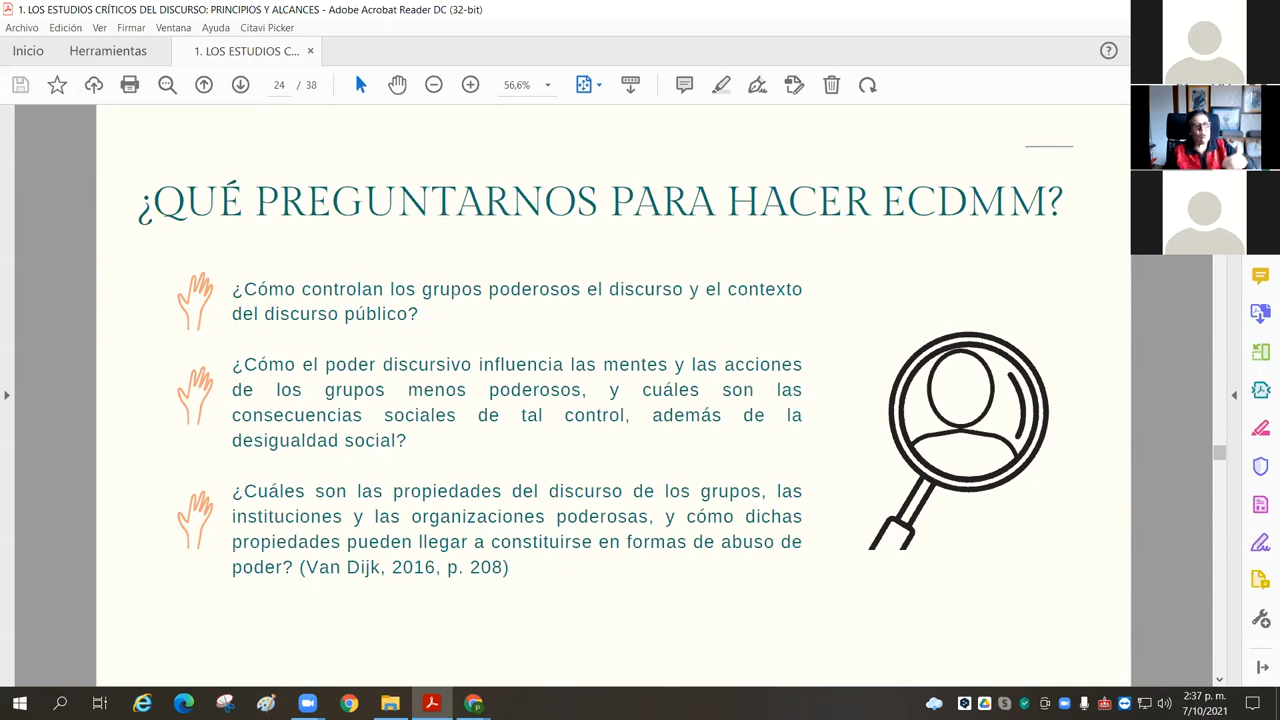 1. LOS ESTUDIOS CRÍTICOS DEL DISCURSO: PRINCIPIOS Y ALCANCES - Adobe Acrobat Reader DC (32-bit)
Archivo Edición Ver Firmar Ventana Ayuda Citavi Picker
Inicio Herramientas 1. LOS ESTUDIOS C... ×
24 / 38 56,6%
¿QUÉ PREGUNTARNOS PARA HACER ECDMM?
¿Cómo controlan los grupos poderosos el discurso y el contexto
del discurso público?
¿Cómo el poder discursivo influencia las mentes y las acciones
de los grupos menos poderosos, y cuáles son las
consecuencias sociales de tal control, además de la
desigualdad social?
¿Cuáles son las propiedades del discurso de los grupos, las
instituciones y las organizaciones poderosas, y cómo dichas
propiedades pueden llegar a constituirse en formas de abuso de
poder? (Van Dijk, 2016, p. 208)
2:37 p. m.
7/10/2021